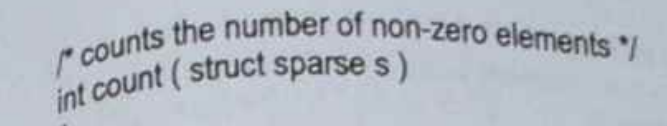 /* counts the number of non-zero elements */
int count ( struct sparse s )